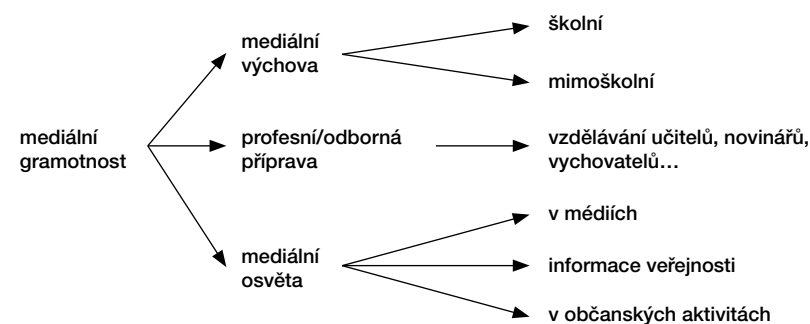 mediální
gramotnost
mediální
výchova
školní
mimoškolní
profesní/odborná
příprava
vzdělávání učitelů, novinářů,
vychovatelů…
mediální
osvěta
v médiích
informace veřejnosti
v občanských aktivitách